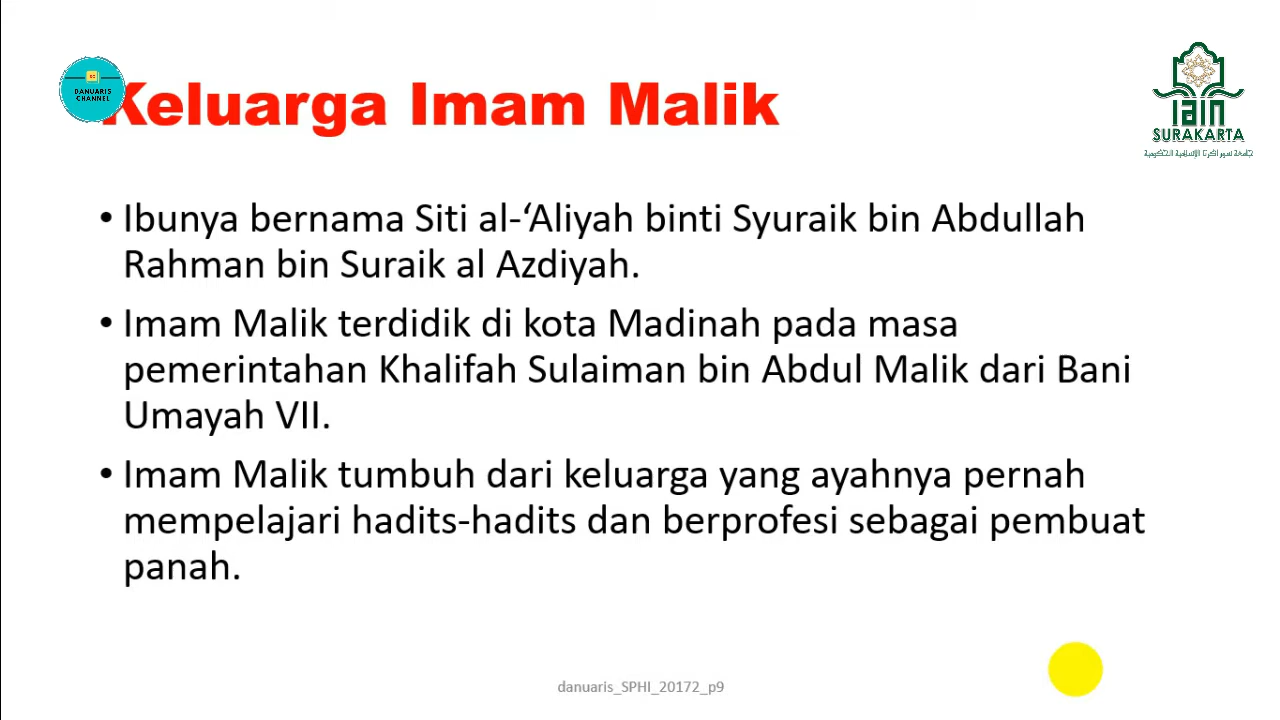 DANUARIS
CHANNEL
Keluarga Imam Malik
iain
SURAKARTA
• Ibunya bernama Siti al-‘Aliyah binti Syuraik bin Abdullah
Rahman bin Suraik al Azdiyah.
• Imam Malik terdidik di kota Madinah pada masa
pemerintahan Khalifah Sulaiman bin Abdul Malik dari Bani
Umayah VII.
• Imam Malik tumbuh dari keluarga yang ayahnya pernah
mempelajari hadits-hadits dan berprofesi sebagai pembuat
panah.
danuaris_SPHI_20172_p9